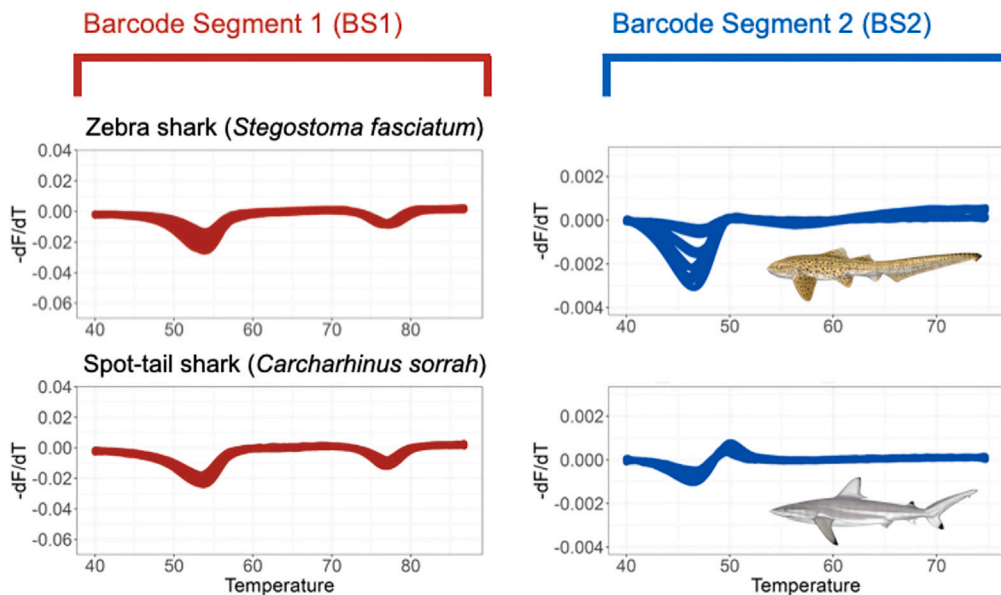 Barcode Segment 1 (BS1)
Barcode Segment 2 (BS2)
Zebra shark (Stegostoma fasciatum)
0.04
0.02
0.00
-0.02
-0.04
-0.06
-dF/dT
40 50 60 70 80
0.002
0.000
-0.002
-0.004
-dF/dT
40 50 60 70
Spot-tail shark (Carcharhinus sorrah)
0.04
0.02
0.00
-0.02
-0.04
-0.06
-dF/dT
40 50 60 70 80
Temperature
0.002
0.000
-0.002
-0.004
-dF/dT
40 50 60 70
Temperature